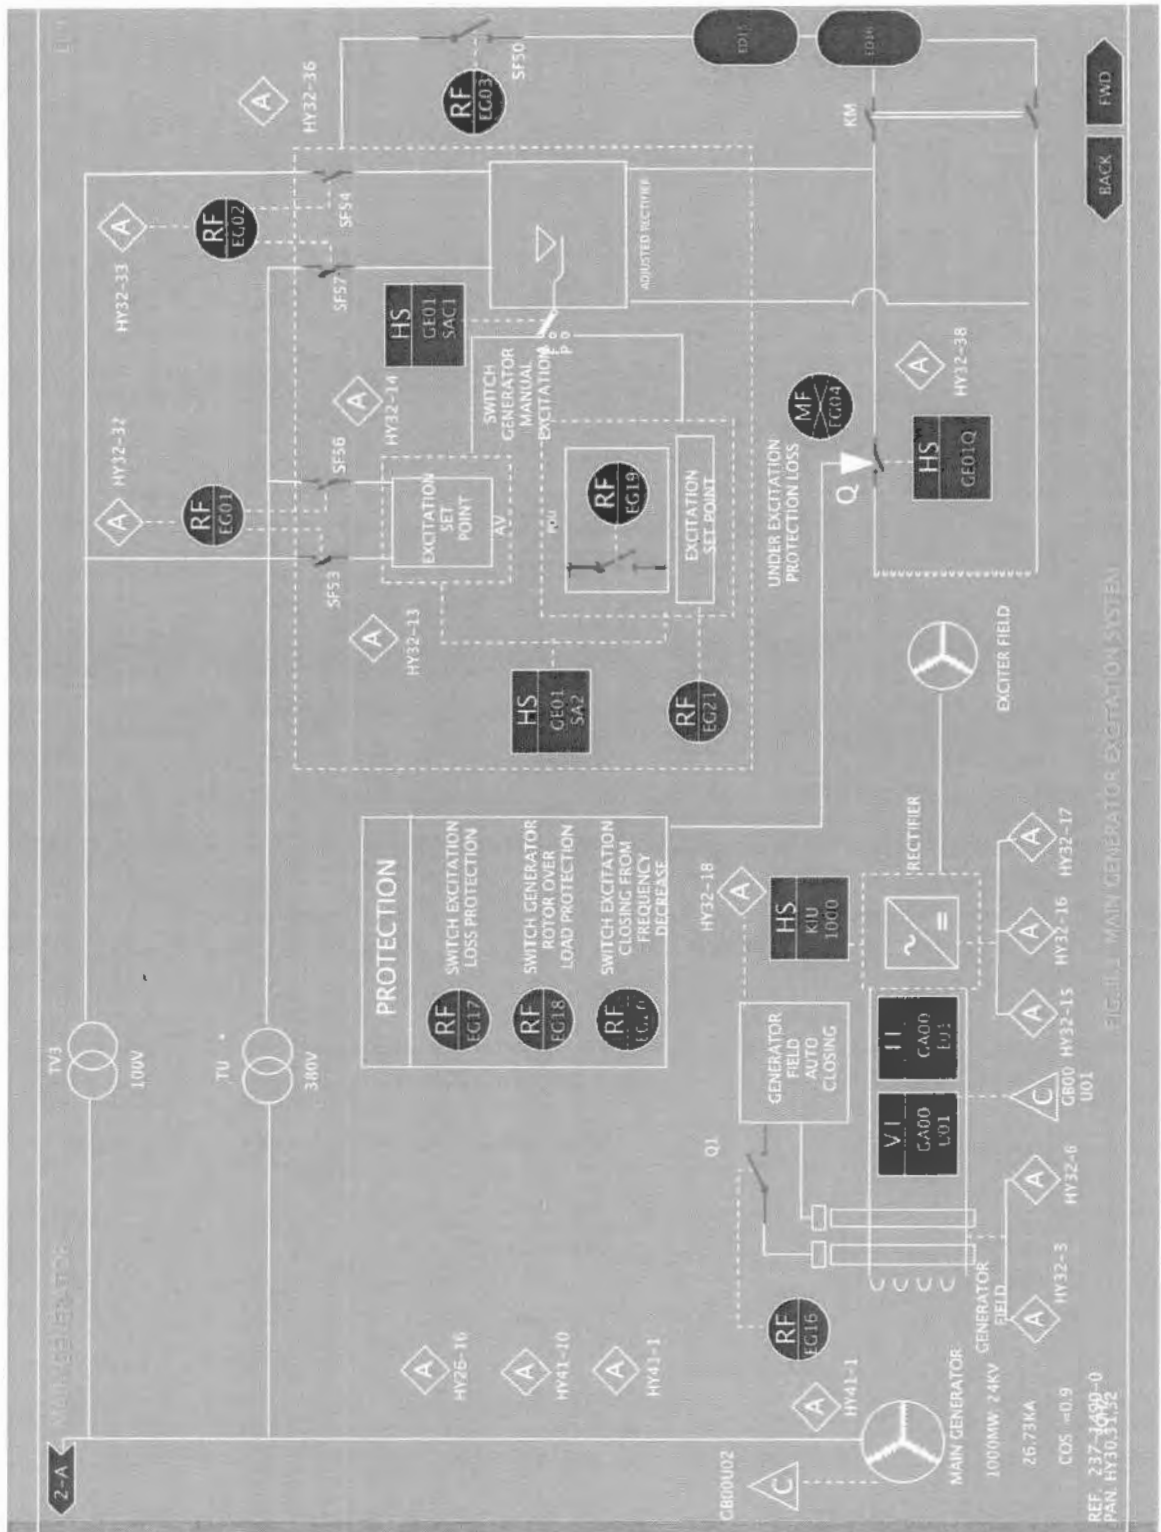 2-A
MAIN GENERATOR
TV3
100V
TU
380V
A
HY32-32
A
HY32-33
RF
EG01
RF
EG02
SF53
SF56
SF57
SF54
A
HY32-36
RF
EG03
SF50
A
HY32-13
A
HY32-14
EXCITATION
SET
POINT
AV
HS
GE01
SAC1
SWITCH
GENERATOR
MANUAL
EXCITATION
ADJUSTED RECTIFIER
RF
EG19
EXCITATION
SET POINT
HS
GE01
SA2
RF
EG21
PROTECTION
RF
EG17
SWITCH EXCITATION
LOSS PROTECTION
RF
EG18
SWITCH GENERATOR
ROTOR OVER
LOAD PROTECTION
RF
SWITCH EXCITATION
CLOSING FROM
FREQUENCY
DECREASE
UNDER EXCITATION
PROTECTION LOSS
MF
EG04
Q
HS
GE01Q
A
HY32-38
KM
A
HY26-16
A
HY41-10
A
HY41-1
A
HY41-1
GB00U02
C
MAIN GENERATOR
1000MW 24KV
26.73KA
COS =0.9
RF
EG16
Q1
GENERATOR
FIELD
AUTO
CLOSING
HY32-18
A
HS
KIU
1000
VI
GA00
U01
II
GA00
E01
RECTIFIER
EXCITER FIELD
GENERATOR
FIELD
A
HY32-3
A
HY32-6
C
GB00
U01
A
HY32-15
A
HY32-16
A
HY32-17
REF. 237
PAN. HY30,31,32
FIG. II.1 MAIN GENERATOR EXCITATION SYSTEM
BACK
FWD